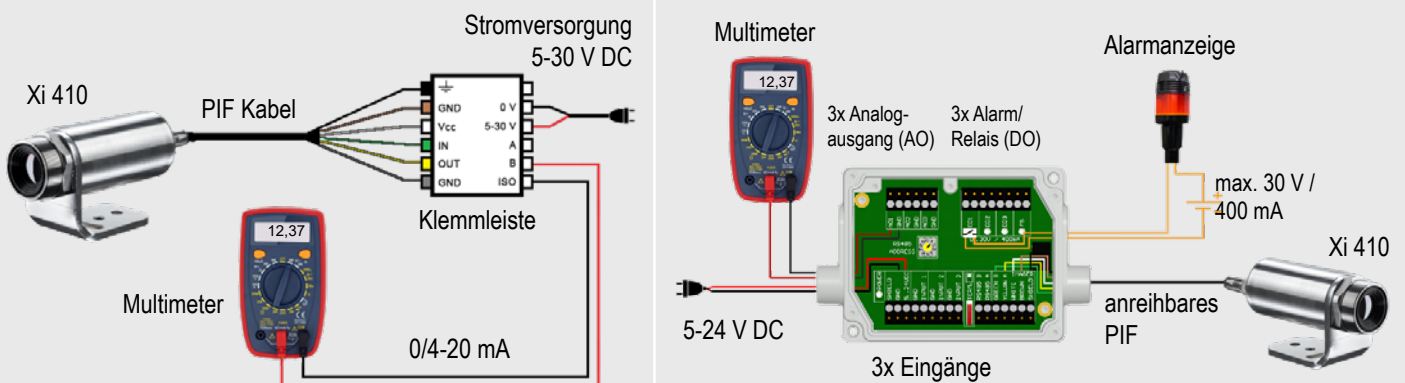 Stromversorgung
5-30 V DC
Xi 410
PIF Kabel
GND
Vcc
IN
OUT
GND
0 V
5-30 V
A
B
ISO
Klemmleiste
12,37
Multimeter
0/4-20 mA
Multimeter
12,37
3x Analog-
ausgang (AO)
3x Alarm/
Relais (DO)
Alarmanzeige
max. 30 V /
400 mA
Xi 410
5-24 V DC
anreihbares
PIF
3x Eingänge
RS485
ADDRESS